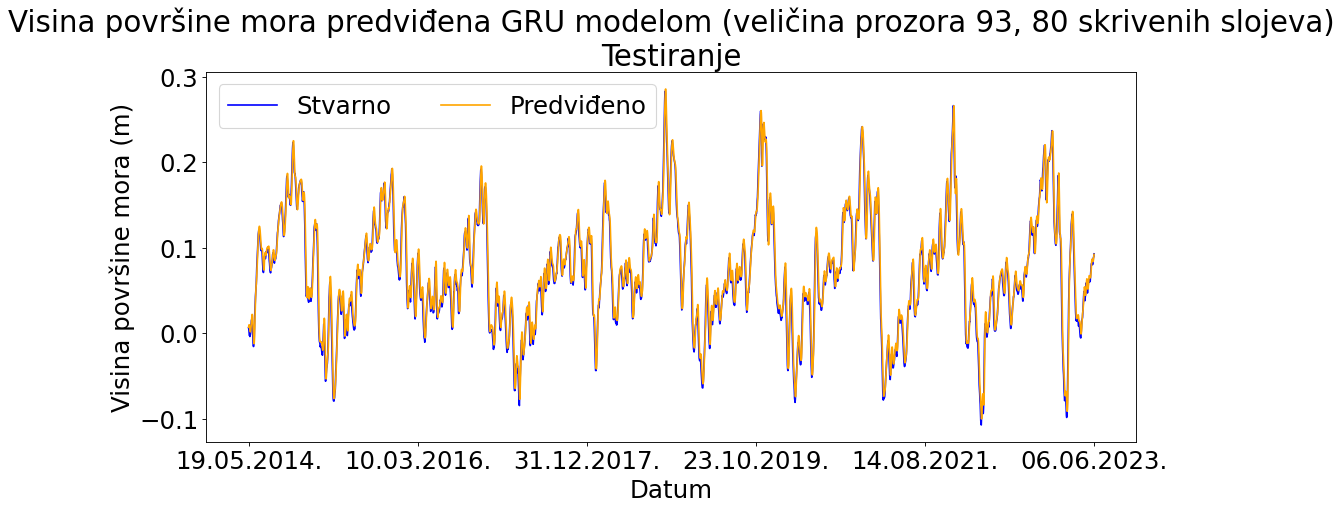 Visina površine mora predviđena GRU modelom (veličina prozora 93, 80 skrivenih slojeva)
Testiranje
Stvarno
Predviđeno
Visina površine mora (m)
0.3
0.2
0.1
0.0
−0.1
19.05.2014.
10.03.2016.
31.12.2017.
23.10.2019.
14.08.2021.
06.06.2023.
Datum